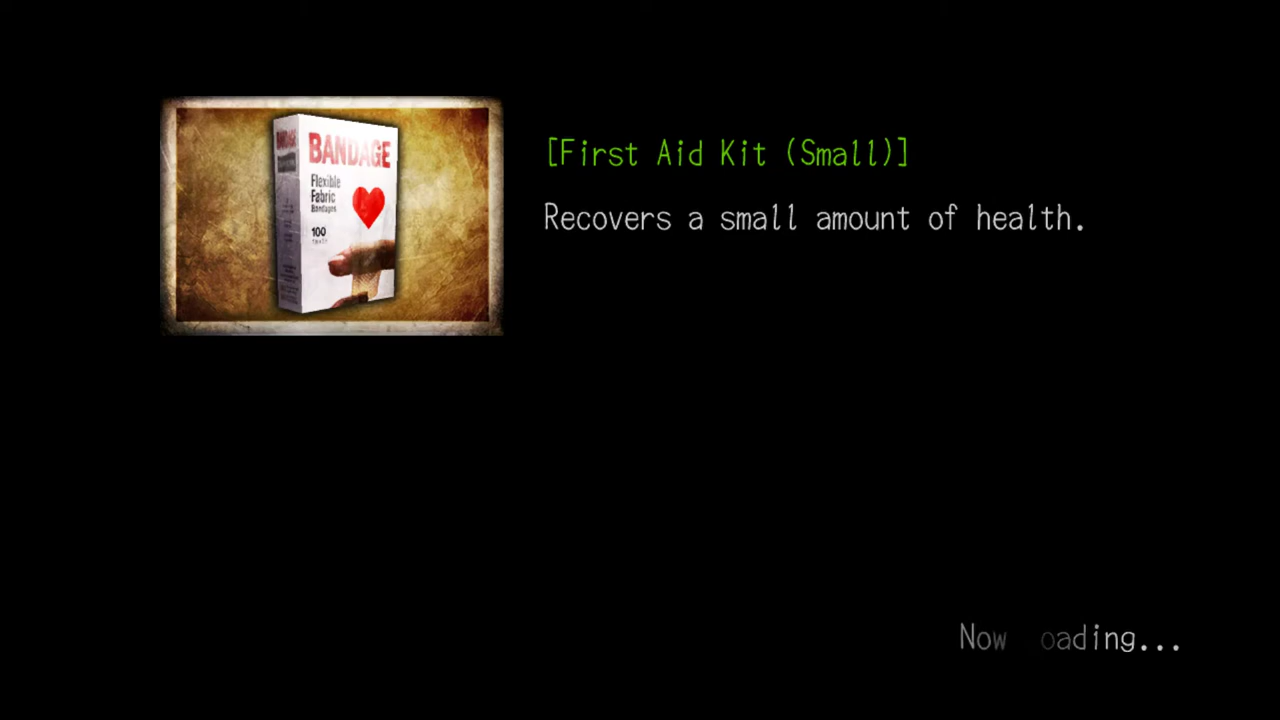 [First Aid Kit (Small)]
Recovers a small amount of health.
BANDAGE
Flexible
Fabric
Bandages
100
Now oading...